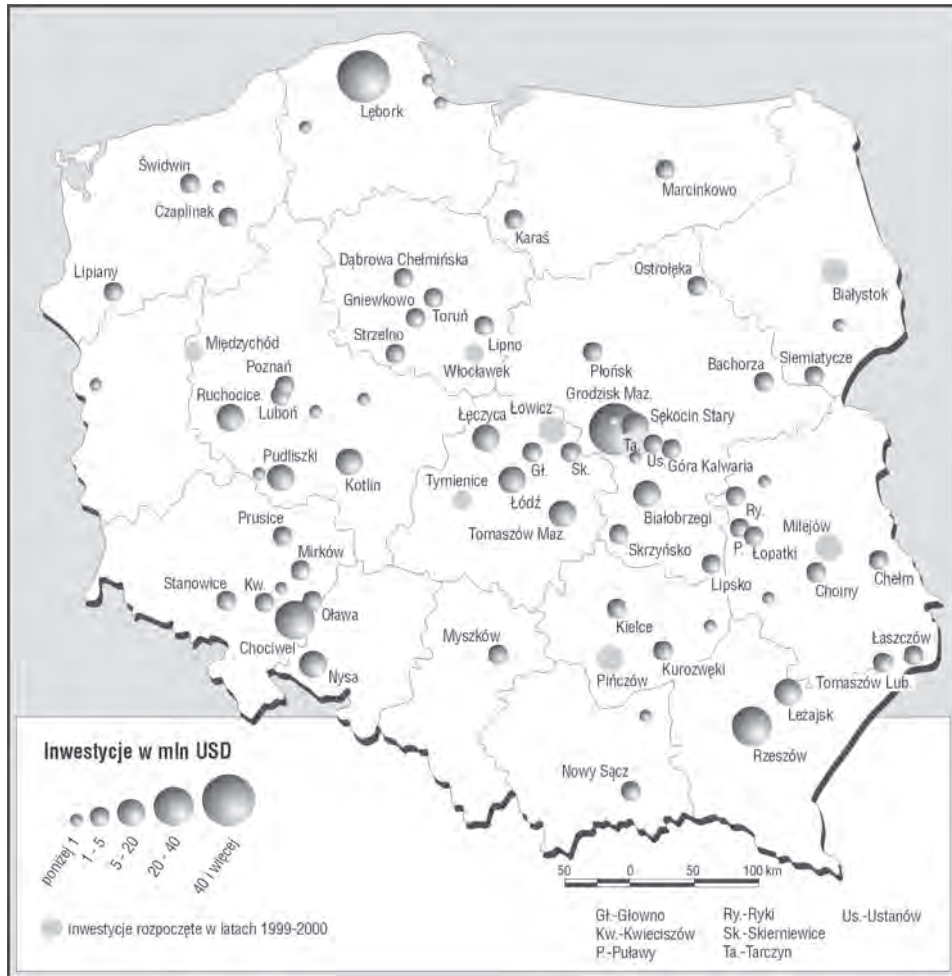 Lębork
Świdwin
Czaplinek
Marcinkowo
Karaś
Lipiany
Dąbrowa Chełmińska
Gniewkowo
Toruń
Strzelno
Lipno
Włocławek
Ostrołęka
Białystok
Międzychód
Poznań
Ruchocice
Luboń
Płońsk
Bachorza
Siemiatycze
Grodzisk Maz.
Sękocin Stary
Łęczyca
Łowicz
Ta.
Us.
Góra Kalwaria
Pudliszki
Kotlin
Tymienice
Gł.
Sk.
Łódź
Tomaszów Maz.
Białobrzegi
Ry.
Milejów
P.
Łopatki
Skrzyńsko
Lipsko
Choiny
Chełm
Prusice
Mirków
Stanowice
Kw.
Oława
Chociwel
Nysa
Myszków
Kielce
Pińczów
Kurozwęki
Łaszczów
Tomaszów Lub.
Leżajsk
Rzeszów
Nowy Sącz
Inwestycje w mln USD
poniżej 1
1 - 5
5 - 20
20 - 40
40 i więcej
inwestycje rozpoczęte w latach 1999-2000
50 0 50 100 km
Gł.-Głowno Ry.-Ryki Us.-Ustanów
Kw.-Kwieciszów Sk.-Skierniewice
P.-Puławy Ta.-Tarczyn